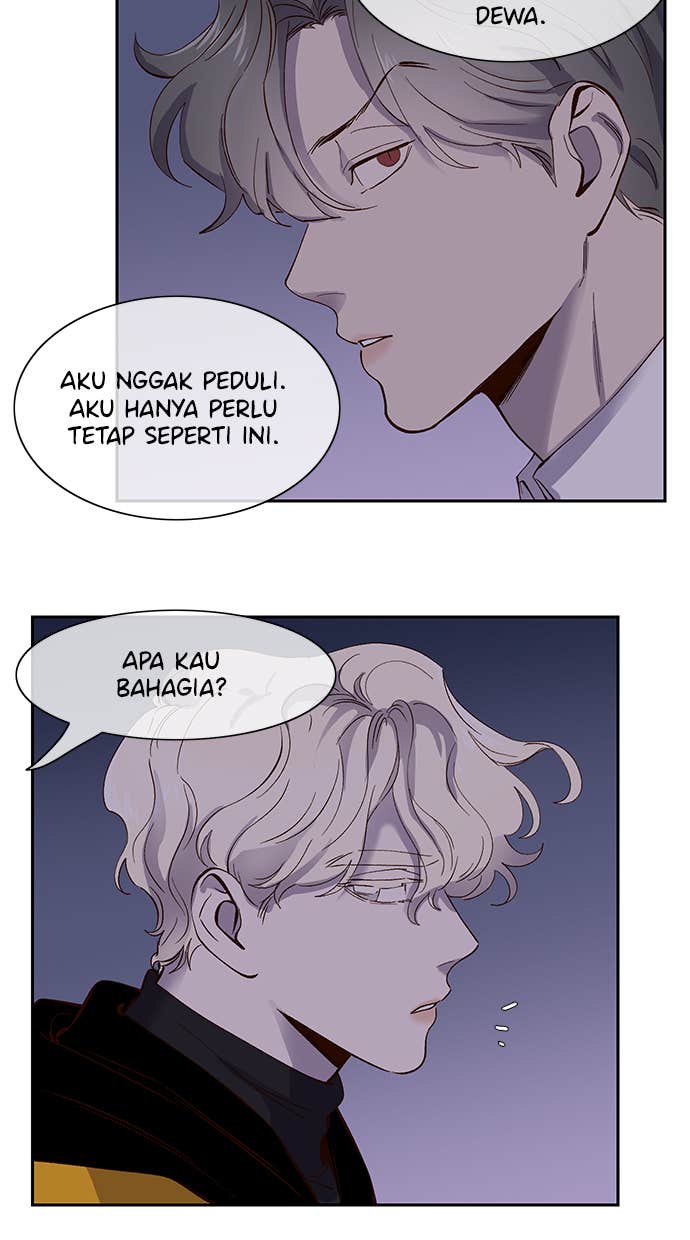 DEWA.
AKU NGGAK PEDULI.
AKU HANYA PERLU
TETAP SEPERTI INI.
APA KAU
BAHAGIA?